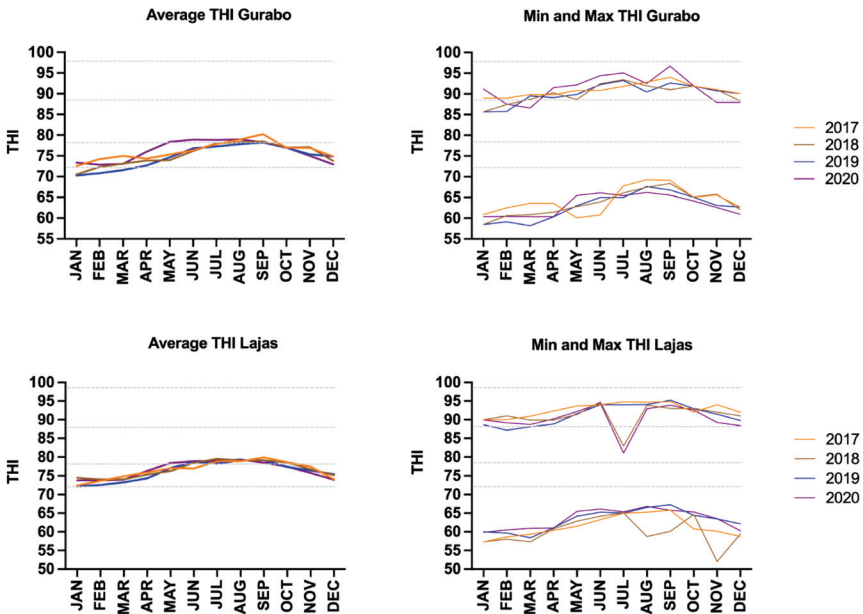 Average THI Gurabo
Min and Max THI Gurabo
THI
100
95
90
85
80
75
70
65
60
55
JAN
FEB
MAR
APR
MAY
JUN
JUL
AUG
SEP
OCT
NOV
DEC
THI
100
95
90
85
80
75
70
65
60
55
JAN
FEB
MAR
APR
MAY
JUN
JUL
AUG
SEP
OCT
NOV
DEC
2017
2018
2019
2020
Average THI Lajas
Min and Max THI Lajas
THI
100
95
90
85
80
75
70
65
60
55
50
JAN
FEB
MAR
APR
MAY
JUN
JUL
AUG
SEP
OCT
NOV
DEC
THI
100
95
90
85
80
75
70
65
60
55
50
JAN
FEB
MAR
APR
MAY
JUN
JUL
AUG
SEP
OCT
NOV
DEC
2017
2018
2019
2020